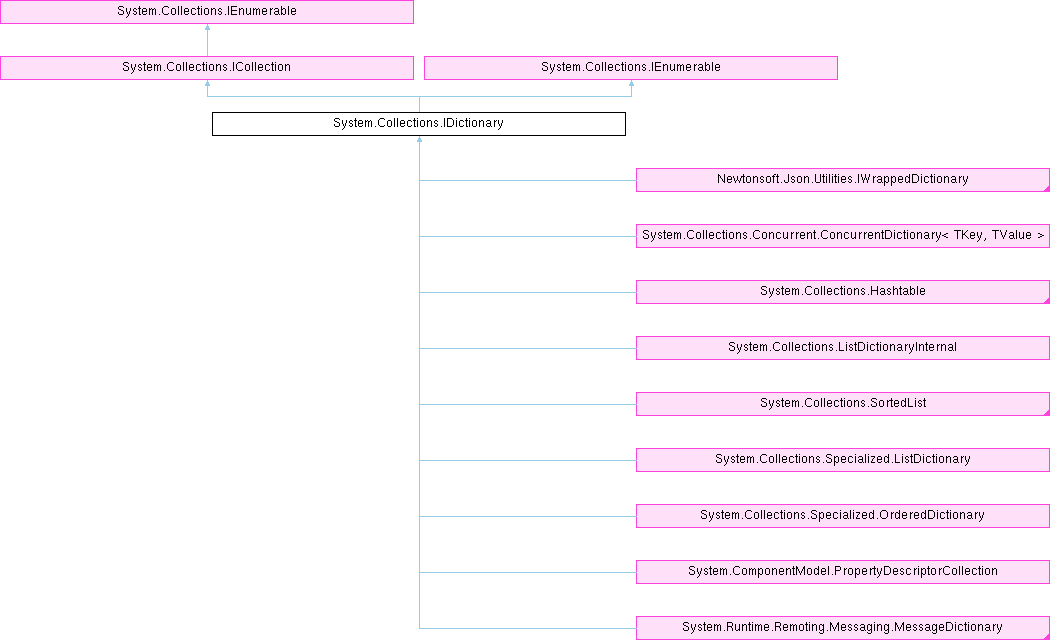 System.Collections.IEnumerable
System.Collections.ICollection
System.Collections.IEnumerable
System.Collections.IDictionary
Newtonsoft.Json.Utilities.IWrappedDictionary
System.Collections.Concurrent.ConcurrentDictionary< TKey, TValue >
System.Collections.Hashtable
System.Collections.ListDictionaryInternal
System.Collections.SortedList
System.Collections.Specialized.ListDictionary
System.Collections.Specialized.OrderedDictionary
System.ComponentModel.PropertyDescriptorCollection
System.Runtime.Remoting.Messaging.MessageDictionary